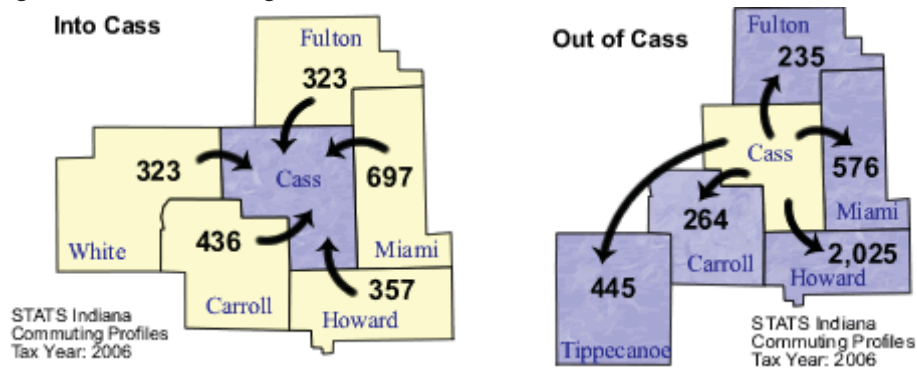 Into Cass
Fulton
323
323
Cass
697
436
White
Miami
357
Carroll
Howard
STATS Indiana
Commuting Profiles
Tax Year: 2006
Out of Cass
Fulton
235
Cass
576
264
Miami
Carroll
2,025
Howard
445
Tippecanoe
STATS Indiana
Commuting Profiles
Tax Year: 2006